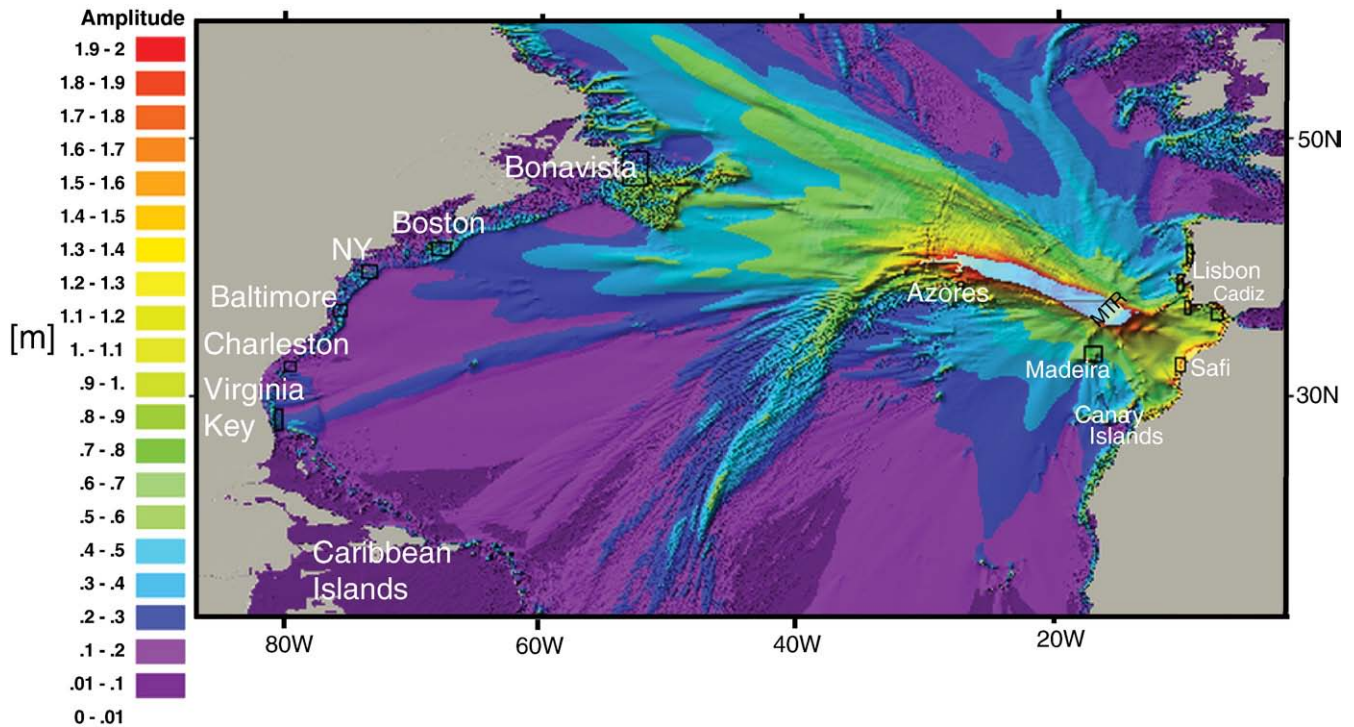 Amplitude
1.9 - 2
1.8 - 1.9
1.7 - 1.8
1.6 - 1.7
1.5 - 1.6
1.4 - 1.5
1.3 - 1.4
1.2 - 1.3
1.1 - 1.2
1. - 1.1
.9 - 1.
.8 - .9
.7 - .8
.6 - .7
.5 - .6
.4 - .5
.3 - .4
.2 - .3
.1 - .2
.01 - .1
0 - .01
[m]
Bonavista
Boston
NY
Baltimore
Charleston
Virginia
Key
Caribbean
Islands
Azores
MTR
Madeira
Canary
Islands
Lisbon
Cadiz
Safi
50N
30N
80W
60W
40W
20W